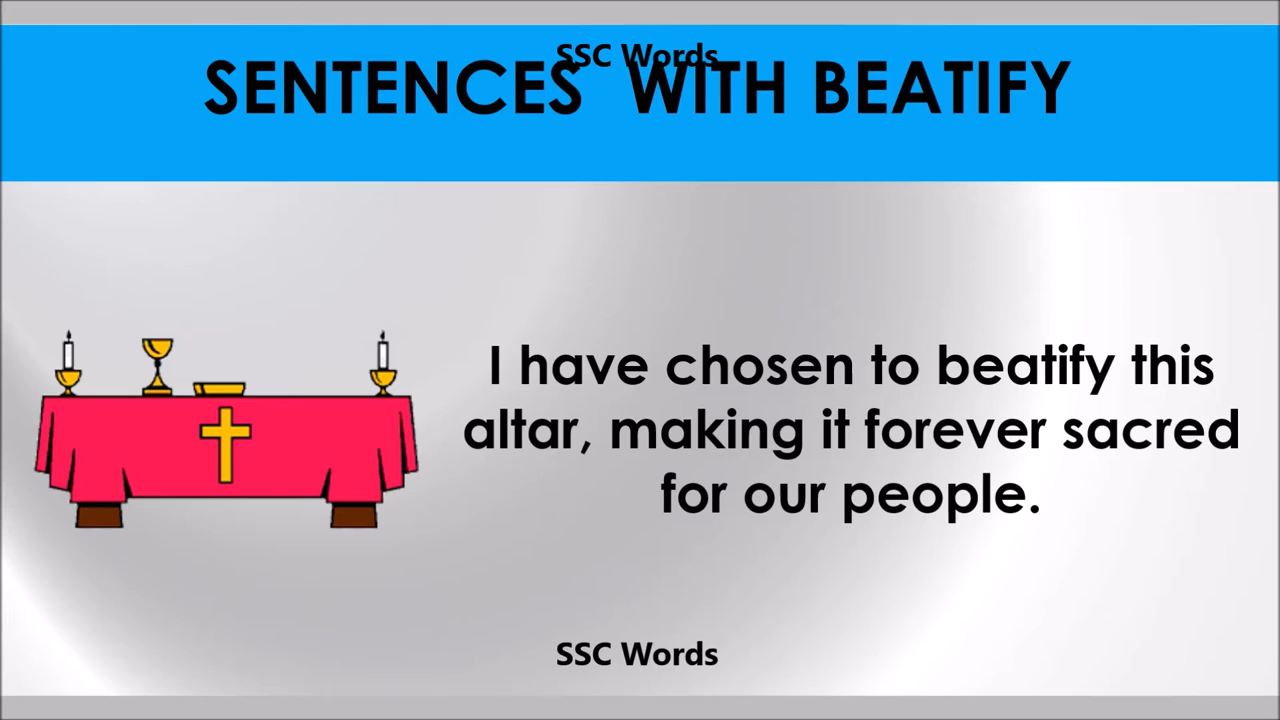 SSC Words
SENTENCES WITH BEATIFY
I have chosen to beatify this
altar, making it forever sacred
for our people.
SSC Words